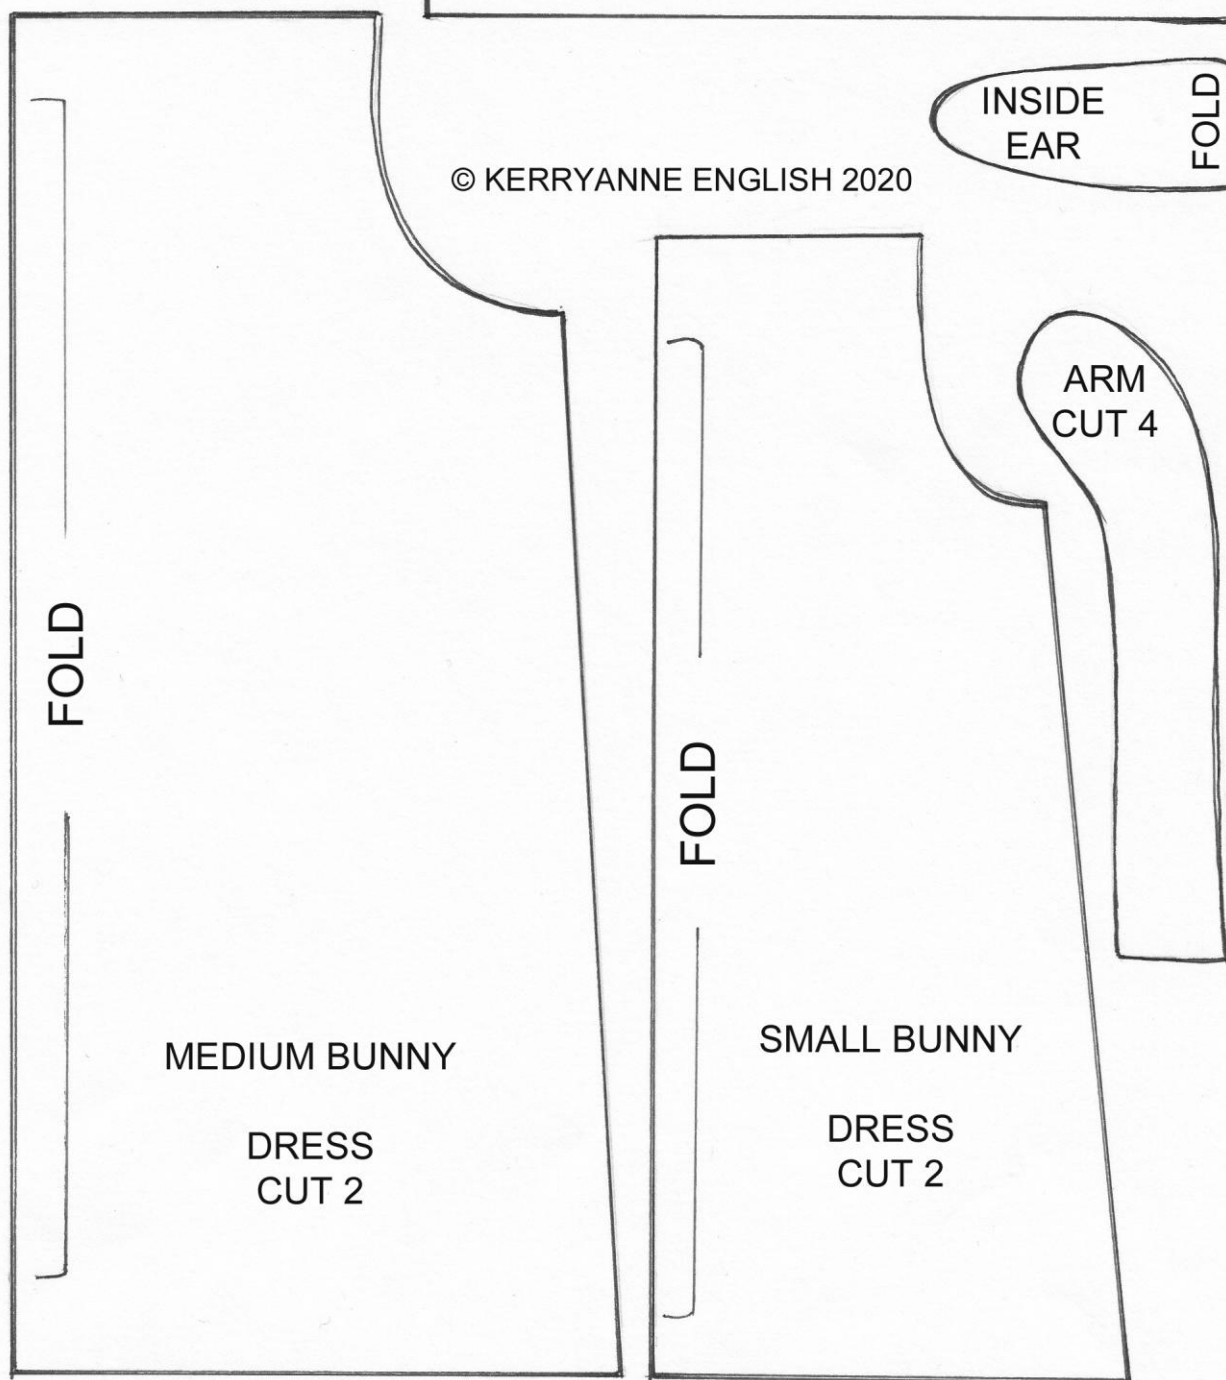 INSIDE
EAR
FOLD
© KERRYANNE ENGLISH 2020
ARM
CUT 4
FOLD
FOLD
MEDIUM BUNNY
DRESS
CUT 2
SMALL BUNNY
DRESS
CUT 2